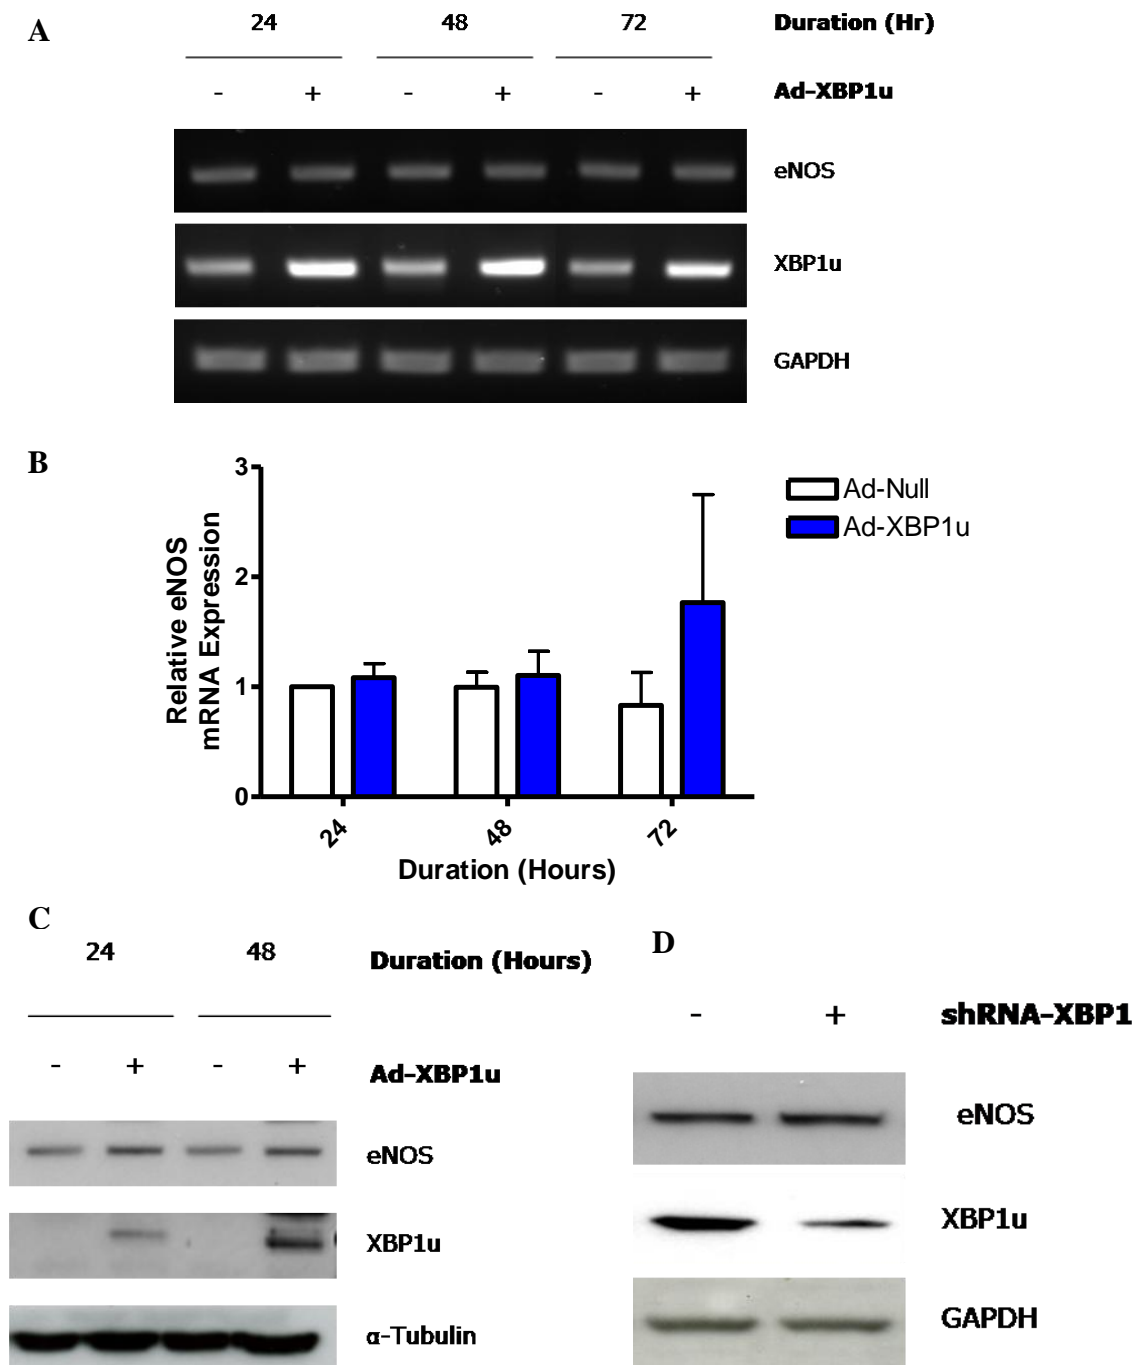 A
24 48 72 Duration (Hr)
- + - + - + Ad-XBP1u
eNOS
XBP1u
GAPDH
B
3
2
1
0
Relative eNOS
mRNA Expression
Ad-Null
Ad-XBP1u
24 48 72
Duration (Hours)
C
24 48 Duration (Hours)
- + - + Ad-XBP1u
eNOS
XBP1u
α-Tubulin
D
- + shRNA-XBP1
eNOS
XBP1u
GAPDH